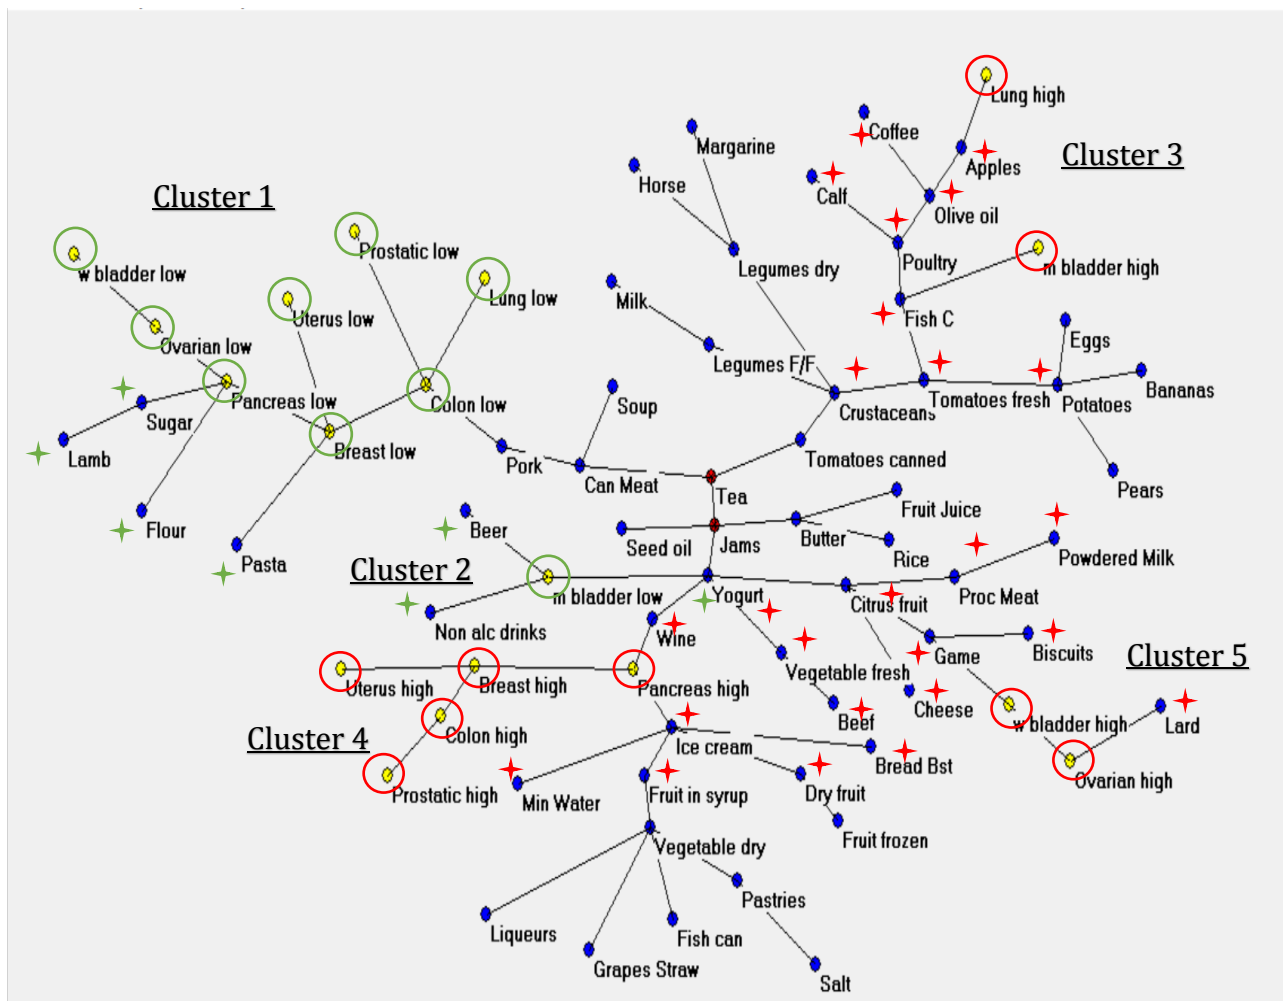 Lung high
Coffee
Margarine
Cluster 3
Apples
Horse
Calf
Cluster 1
Olive oil
Prostatic low
Poultry
Legumes dry
m bladder high
w bladder low
Lung low
Milk
Uterus low
Fish C
Eggs
Ovarian low
Legumes F/F
Pancreas low
Tomatoes fresh
Bananas
Sugar
Colon low
Soup
Crustaceans
Potatoes
Breast low
Lamb
Pork
Tomatoes canned
Can Meat
Pears
Tea
Flour
Beer
Fruit Juice
Seed oil
Jams
Butter
Rice
Pasta
Powdered Milk
Cluster 2
m bladder low
Yogurt
Citrus fruit
Proc Meat
Non alc drinks
Wine
Game
Biscuits
Cluster 5
Uterus high
Breast high
Pancreas high
Vegetable fresh
Cheese
Beef
w bladder high
Lard
Cluster 4
Colon high
Ice cream
Bread Bst
Ovarian high
Prostatic high
Min Water
Fruit in syrup
Dry fruit
Fruit frozen
Vegetable dry
Pastries
Liqueurs
Fish can
Grapes Straw
Salt